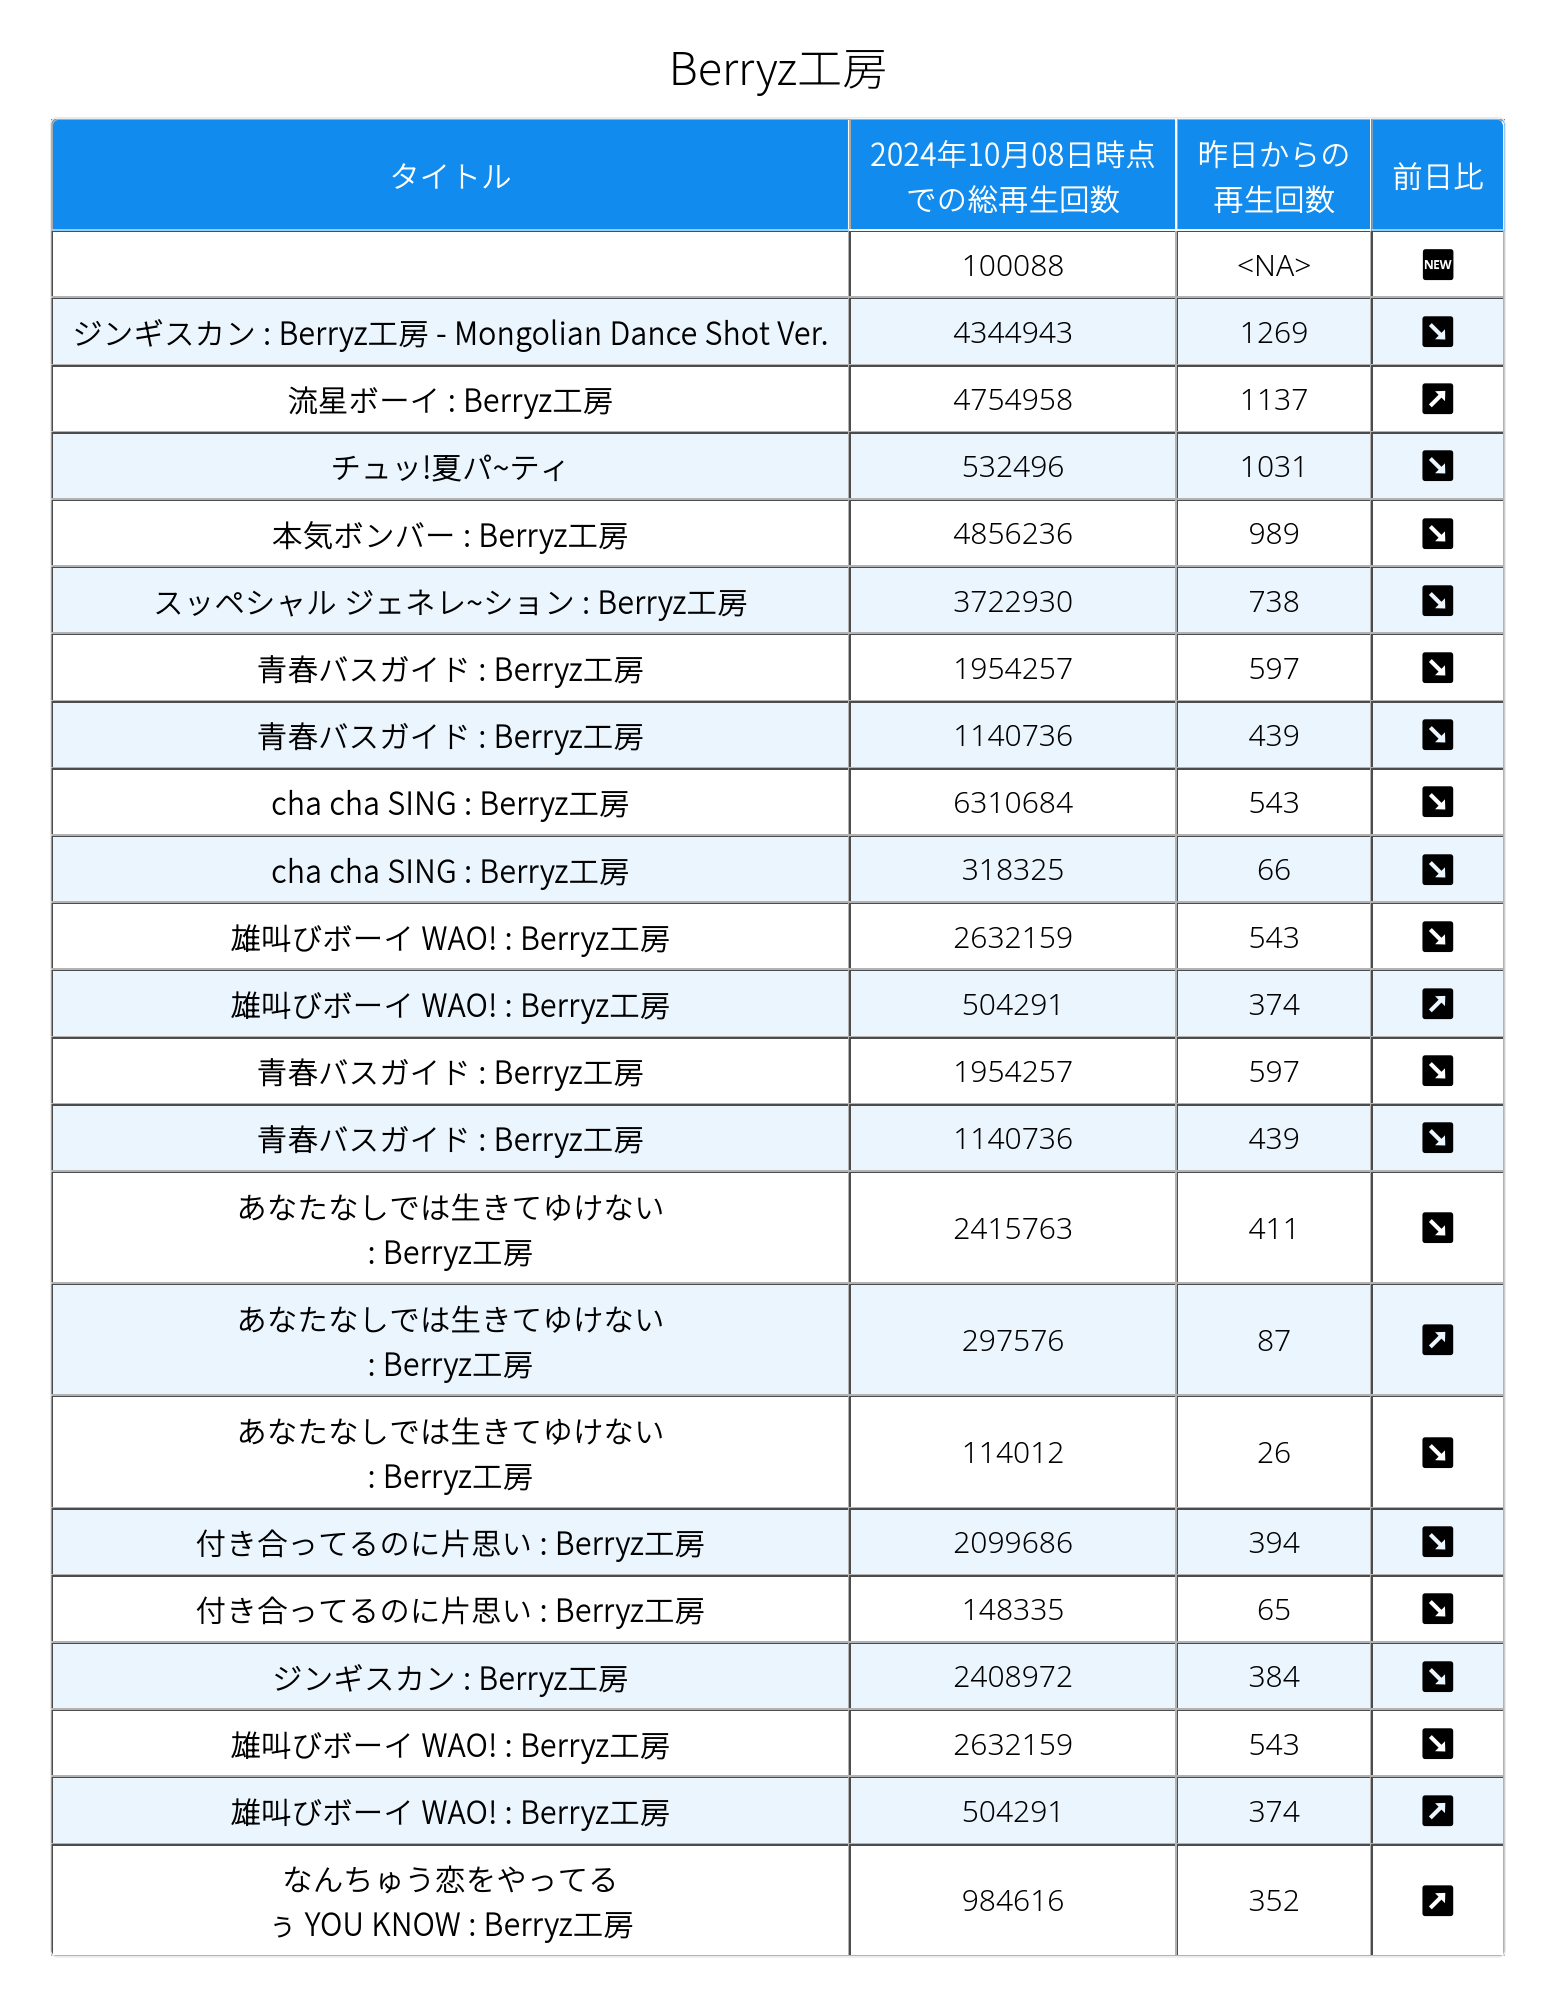 Berryz工房
タイトル
2024年10月08日時点
での総再生回数
昨日からの
再生回数
前日比
100088 <NA> NEW
ジンギスカン : Berryz工房 - Mongolian Dance Shot Ver. 4344943 1269
流星ボーイ : Berryz工房 4754958 1137
チュッ!夏パ~ティ 532496 1031
本気ボンバー : Berryz工房 4856236 989
スッペシャル ジェネレ~ション : Berryz工房 3722930 738
青春バスガイド : Berryz工房 1954257 597
青春バスガイド : Berryz工房 1140736 439
cha cha SING : Berryz工房 6310684 543
cha cha SING : Berryz工房 318325 66
雄叫びボーイ WAO! : Berryz工房 2632159 543
雄叫びボーイ WAO! : Berryz工房 504291 374
青春バスガイド : Berryz工房 1954257 597
青春バスガイド : Berryz工房 1140736 439
あなたなしでは生きてゆけない
: Berryz工房
2415763 411
あなたなしでは生きてゆけない
: Berryz工房
297576 87
あなたなしでは生きてゆけない
: Berryz工房
114012 26
付き合ってるのに片思い : Berryz工房 2099686 394
付き合ってるのに片思い : Berryz工房 148335 65
ジンギスカン : Berryz工房 2408972 384
雄叫びボーイ WAO! : Berryz工房 2632159 543
雄叫びボーイ WAO! : Berryz工房 504291 374
なんちゅう恋をやってる
ぅ YOU KNOW : Berryz工房
984616 352